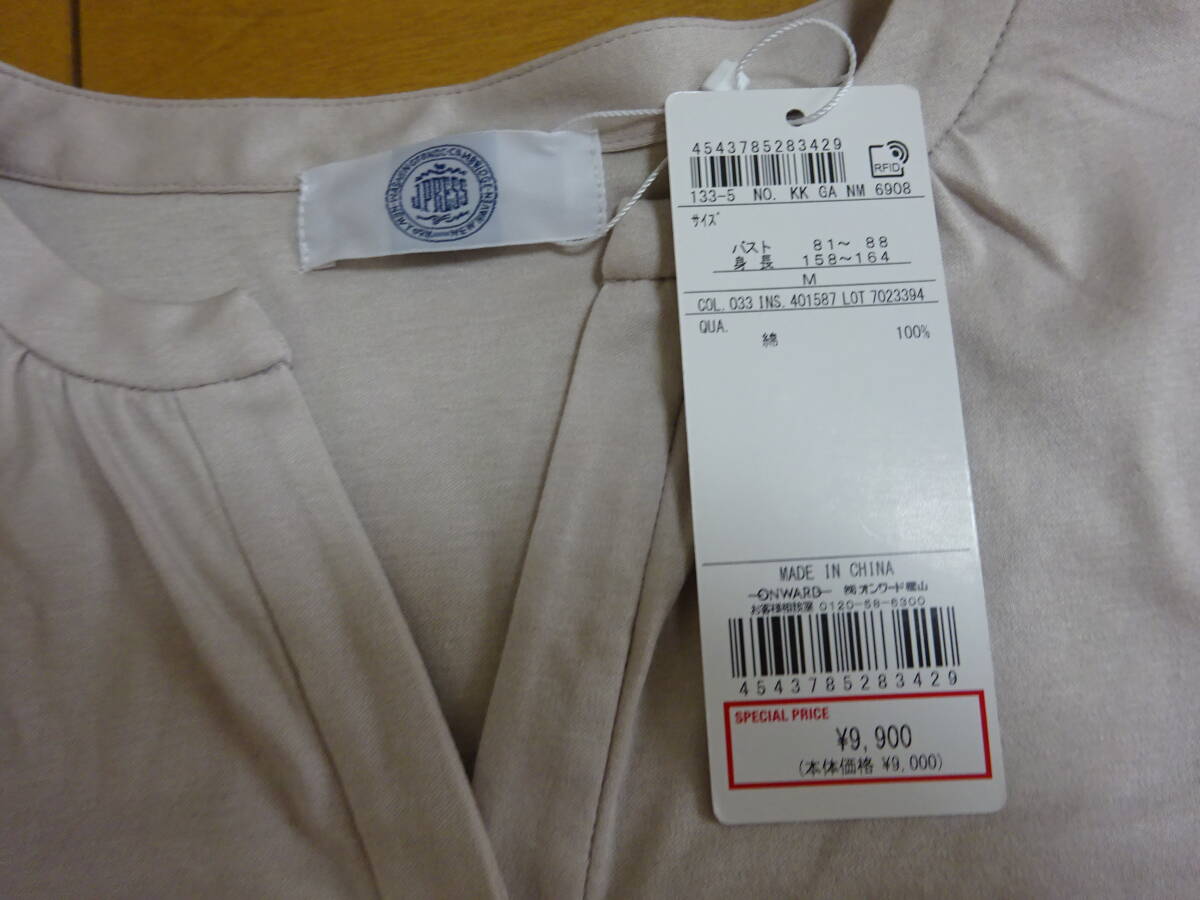 J.PRESS
4543785283429
RFID
133-5 NO. KK GA NM 6908
サイズ
バスト 81～ 88
身長 158～164
M
COL. 033 INS. 401587 LOT 7023394
QUA. 綿 100%
MADE IN CHINA
ONWARD ㈱オンワード樫山
お客様相談室 0120-58-6300
4543785283429
SPECIAL PRICE
¥9,900
(本体価格 ¥9,000)